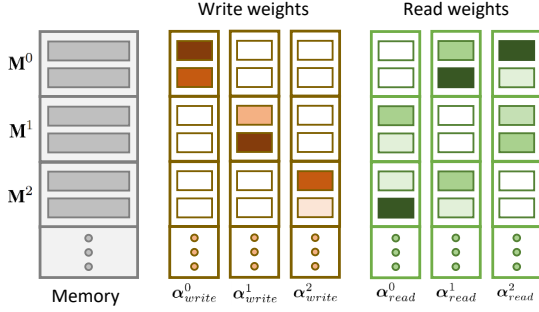 Write weights Read weights
M^0
M^1
M^2
Memory α^0_write α^1_write α^2_write α^0_read α^1_read α^2_read